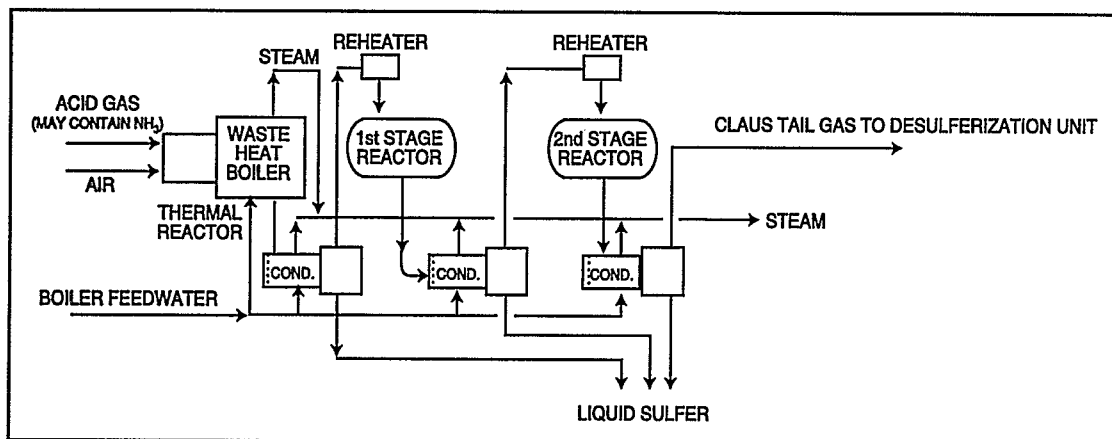 REHEATER
REHEATER
STEAM
ACID GAS
(MAY CONTAIN NH3)
WASTE
HEAT
BOILER
1st STAGE
REACTOR
2nd STAGE
REACTOR
CLAUS TAIL GAS TO DESULFERIZATION UNIT
AIR
THERMAL
REACTOR
STEAM
COND.
COND.
COND.
BOILER FEEDWATER
LIQUID SULFER